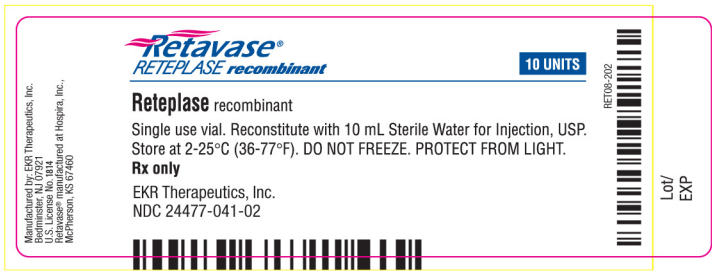 Retavase®
RETEPLASE recombinant
10 UNITS
Reteplase recombinant
Single use vial. Reconstitute with 10 mL Sterile Water for Injection, USP.
Store at 2-25°C (36-77°F). DO NOT FREEZE. PROTECT FROM LIGHT.
Rx only
EKR Therapeutics, Inc.
NDC 24477-041-02
Manufactured by: EKR Therapeutics, Inc.
Bedminster, NJ 07921
U.S. License No. 1814
Retavase® manufactured at Hospira, Inc.,
McPherson, KS 67460
RET08-202
Lot/
EXP